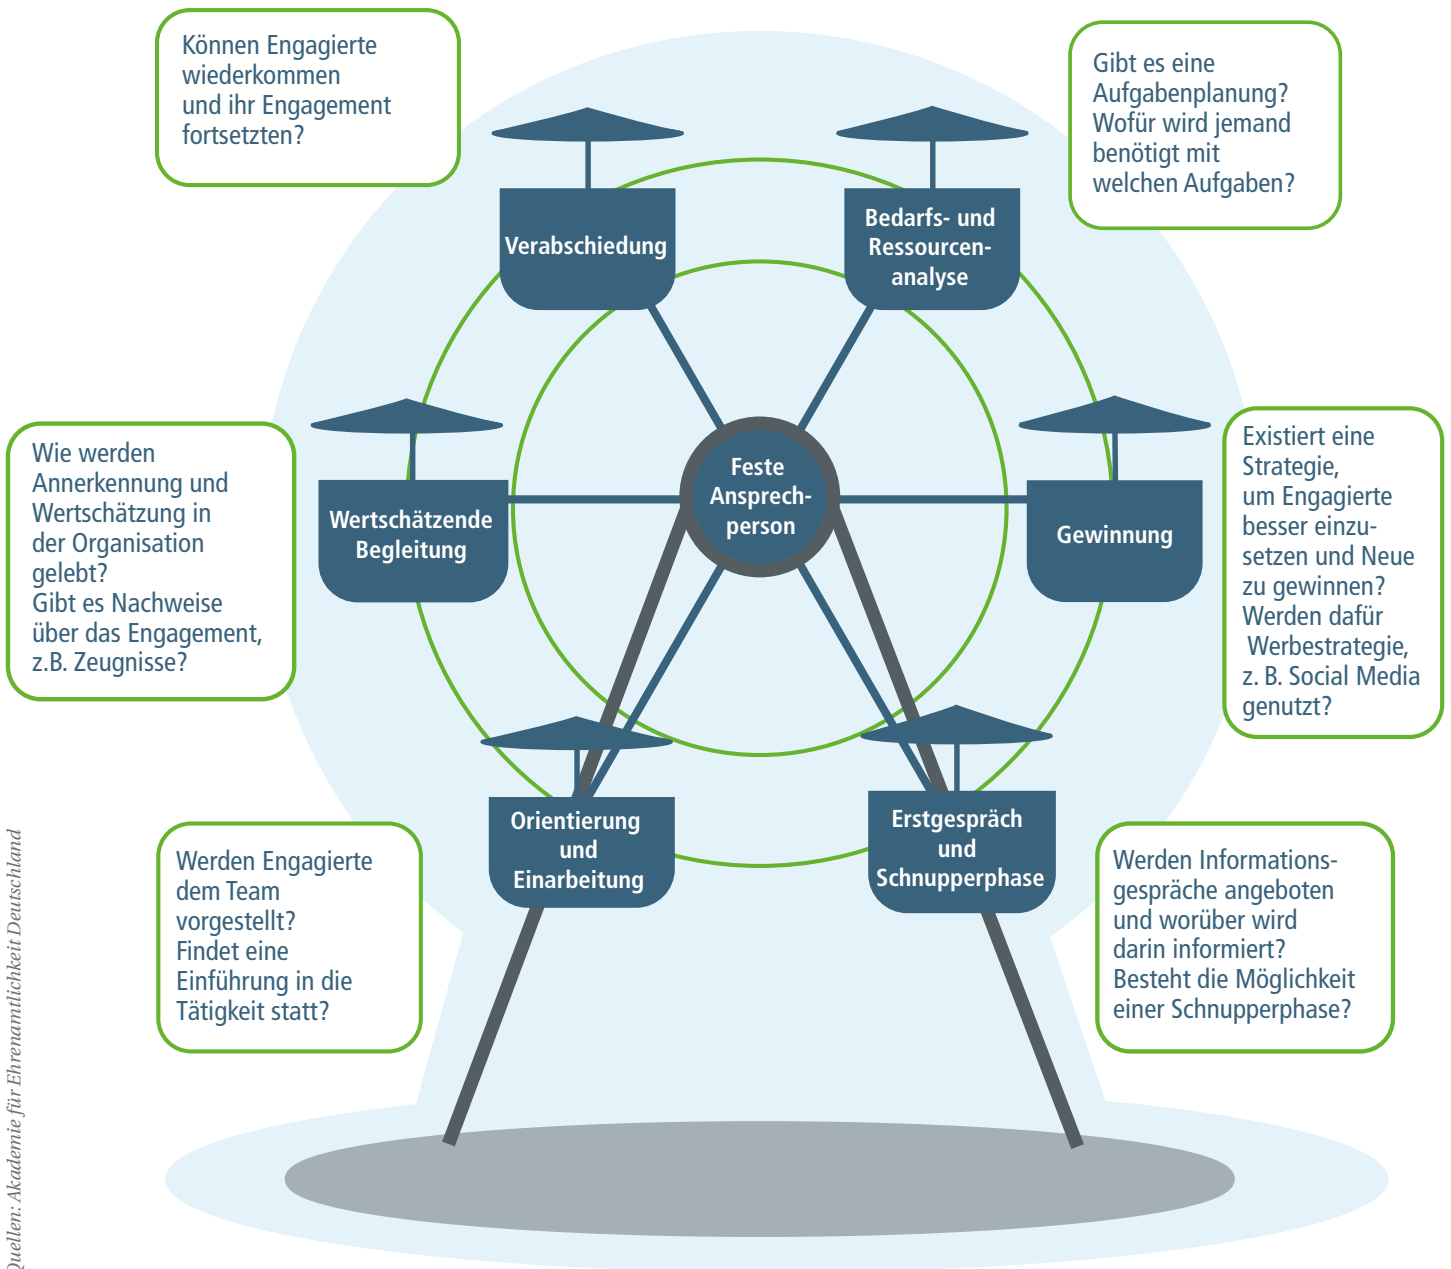 Können Engagierte
wiederkommen
und ihr Engagement
fortsetzten?
Gibt es eine
Aufgabenplanung?
Wofür wird jemand
benötigt mit
welchen Aufgaben?
Verabschiedung
Bedarfs- und
Ressourcen-
analyse
Wie werden
Annerkennung und
Wertschätzung in
der Organisation
gelebt?
Gibt es Nachweise
über das Engagement,
z.B. Zeugnisse?
Wertschätzende
Begleitung
Feste
Ansprech-
person
Gewinnung
Existiert eine
Strategie,
um Engagierte
besser einzu-
setzen und Neue
zu gewinnen?
Werden dafür
Werbestrategie,
z. B. Social Media
genutzt?
Werden Engagierte
dem Team
vorgestellt?
Findet eine
Einführung in die
Tätigkeit statt?
Orientierung
und
Einarbeitung
Erstgespräch
und
Schnupperphase
Werden Informations-
gespräche angeboten
und worüber wird
darin informiert?
Besteht die Möglichkeit
einer Schnupperphase?
Quellen: Akademie für Ehrenamtlichkeit Deutschland